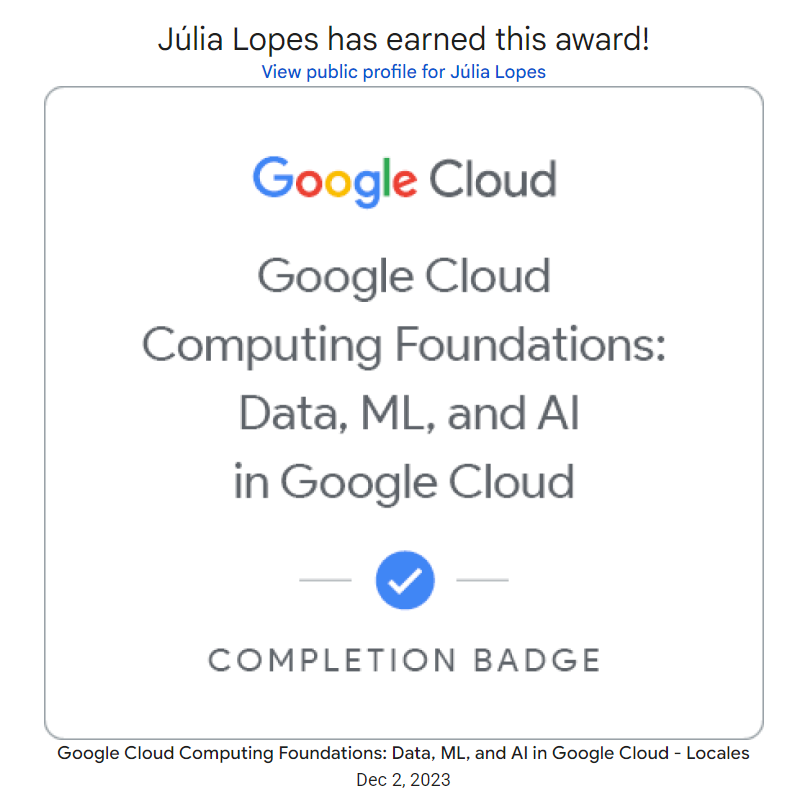 Júlia Lopes has earned this award!
View public profile for Júlia Lopes
Google Cloud
Google Cloud
Computing Foundations:
Data, ML, and AI
in Google Cloud
COMPLETION BADGE
Google Cloud Computing Foundations: Data, ML, and AI in Google Cloud - Locales
Dec 2, 2023